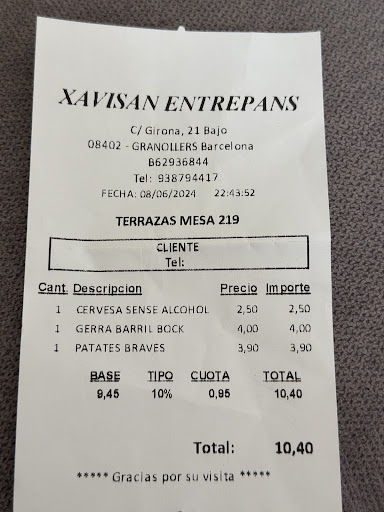 XAVISAN ENTREPANS
C/ Girona, 21 Bajo
08402 - GRANOLLERS Barcelona
B62936844
Tel: 938794417
FECHA: 08/06/2024 22:43:52
TERRAZAS MESA 219
CLIENTE
Tel:
Cant. Descripcion Precio Importe
1 CERVESA SENSE ALCOHOL 2,50 2,50
1 GERRA BARRIL BOCK 4,00 4,00
1 PATATES BRAVES 3,90 3,90
BASE TIPO CUOTA TOTAL
9,45 10% 0,95 10,40
Total: 10,40
***** Gracias por su visita *****